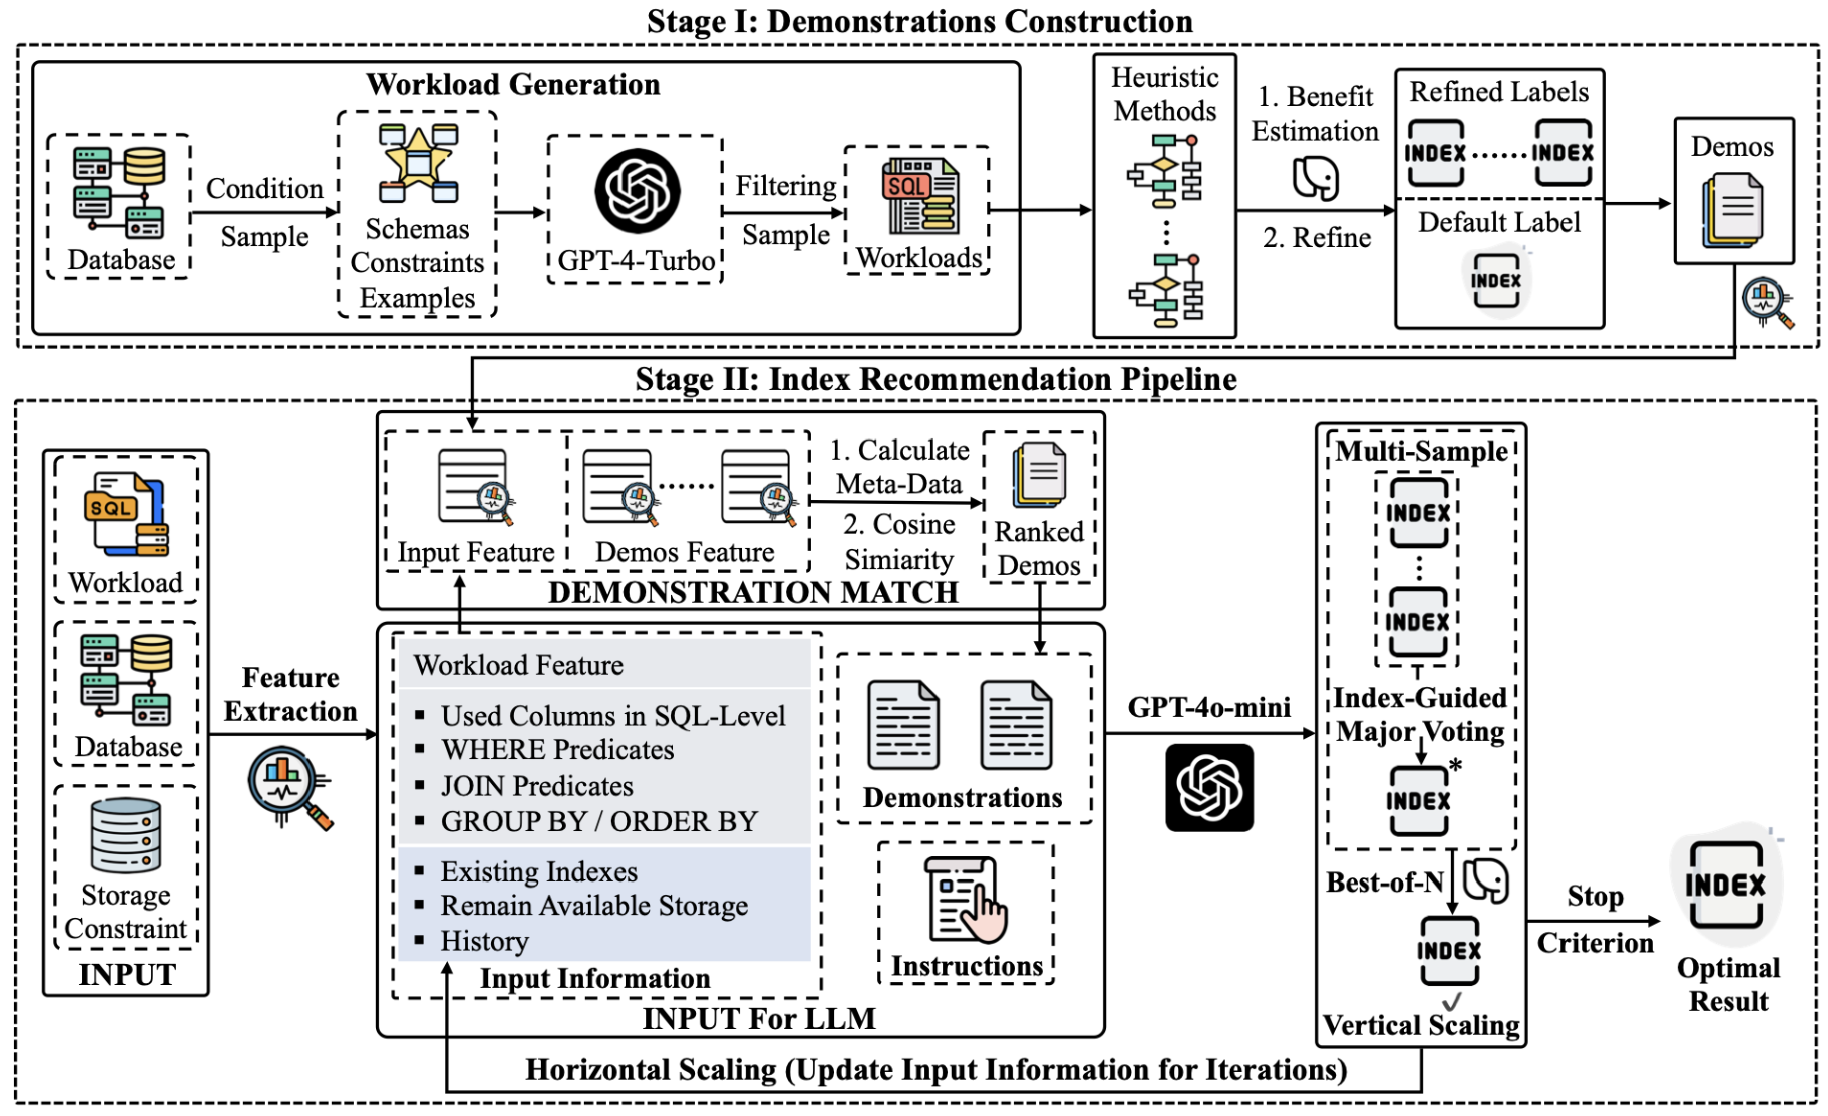 Stage I: Demonstrations Construction
Workload Generation
Database
Condition
Sample
Schemas
Constraints
Examples
GPT-4-Turbo
Filtering
Sample
SQL
Workloads
Heuristic
Methods
1. Benefit
Estimation
2. Refine
Refined Labels
INDEX ...... INDEX
Default Label
INDEX
Demos
Stage II: Index Recommendation Pipeline
SQL
Workload
Database
Storage
Constraint
INPUT
Feature
Extraction
Input Feature
Demos Feature
1. Calculate
Meta-Data
2. Cosine
Simiarity
Ranked
Demos
DEMONSTRATION MATCH
Workload Feature
▪ Used Columns in SQL-Level
▪ WHERE Predicates
▪ JOIN Predicates
▪ GROUP BY / ORDER BY
▪ Existing Indexes
▪ Remain Available Storage
▪ History
Input Information
Demonstrations
Instructions
INPUT For LLM
GPT-4o-mini
Multi-Sample
INDEX
INDEX
Index-Guided
Major Voting
INDEX *
Best-of-N
INDEX
Vertical Scaling
Stop
Criterion
INDEX
Optimal
Result
Horizontal Scaling (Update Input Information for Iterations)